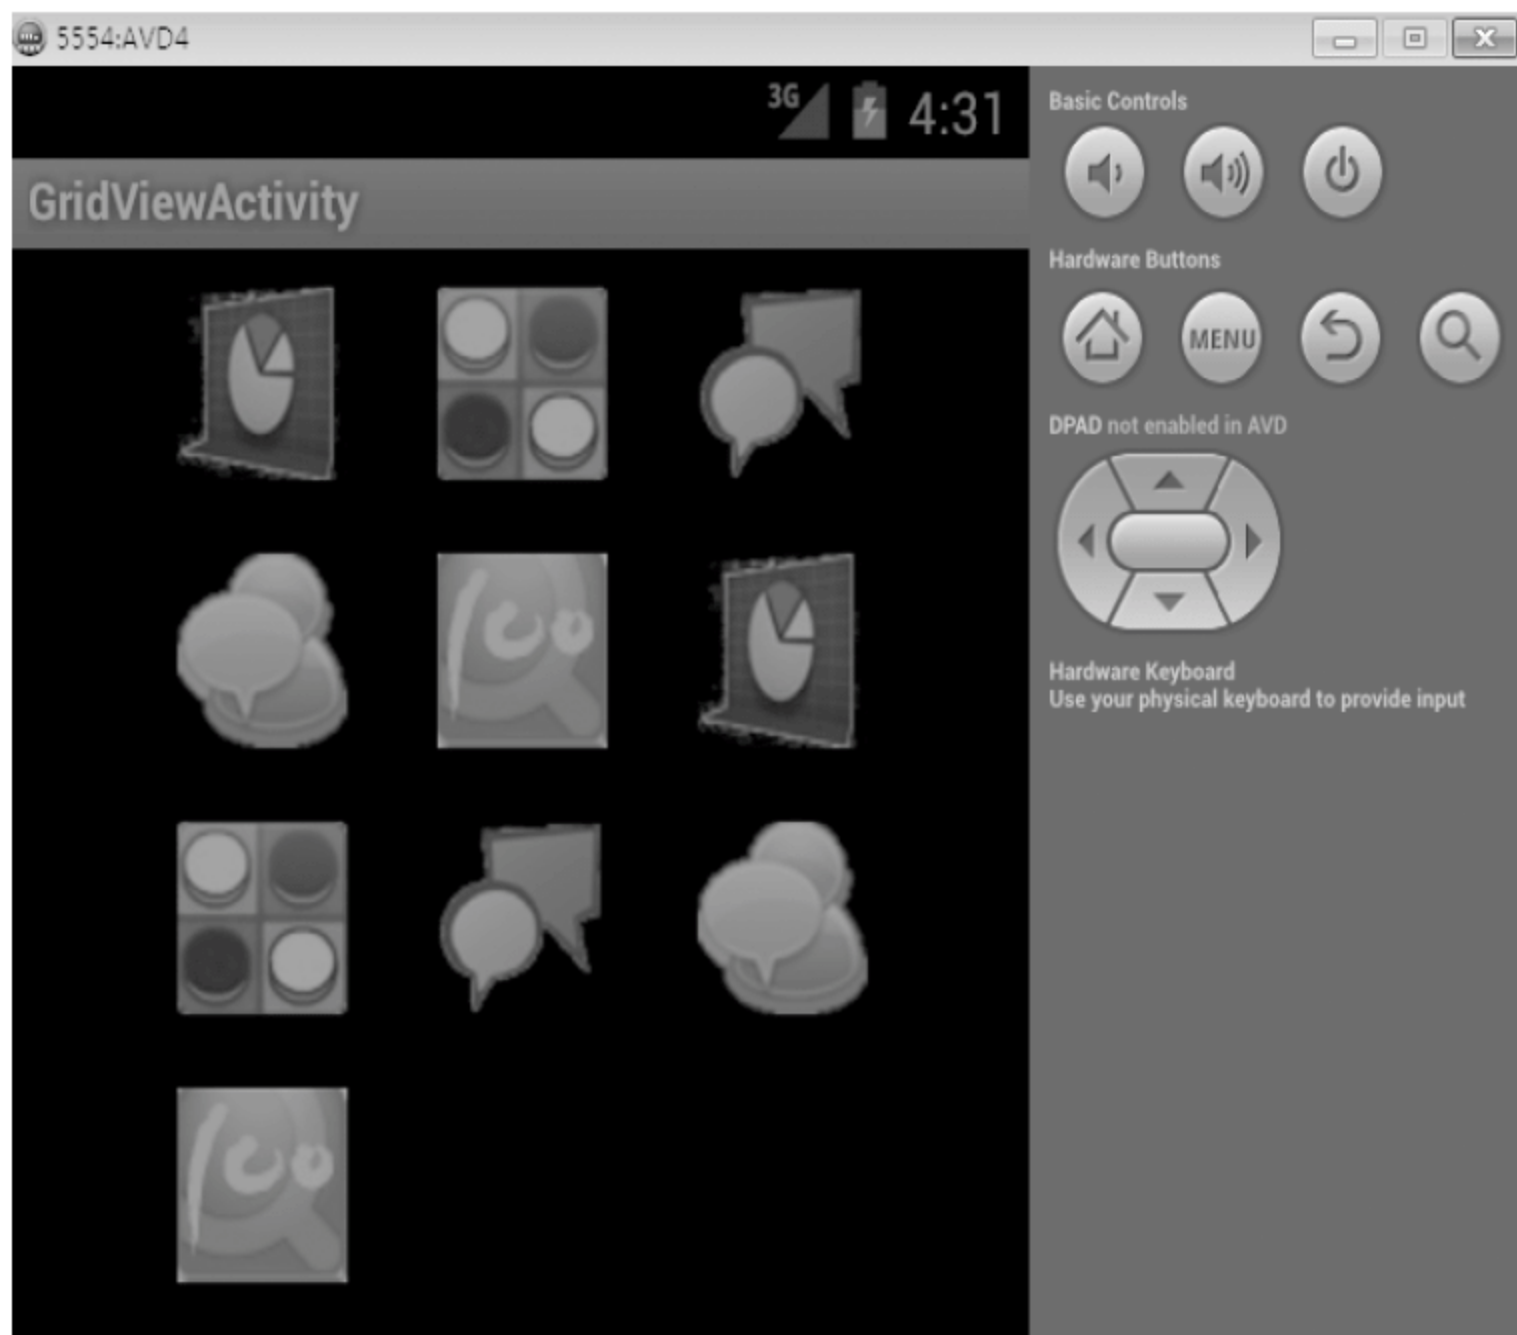 5554:AVD4
3G 4:31
GridViewActivity
Basic Controls
Hardware Buttons
MENU
DPAD not enabled in AVD
Hardware Keyboard
Use your physical keyboard to provide input